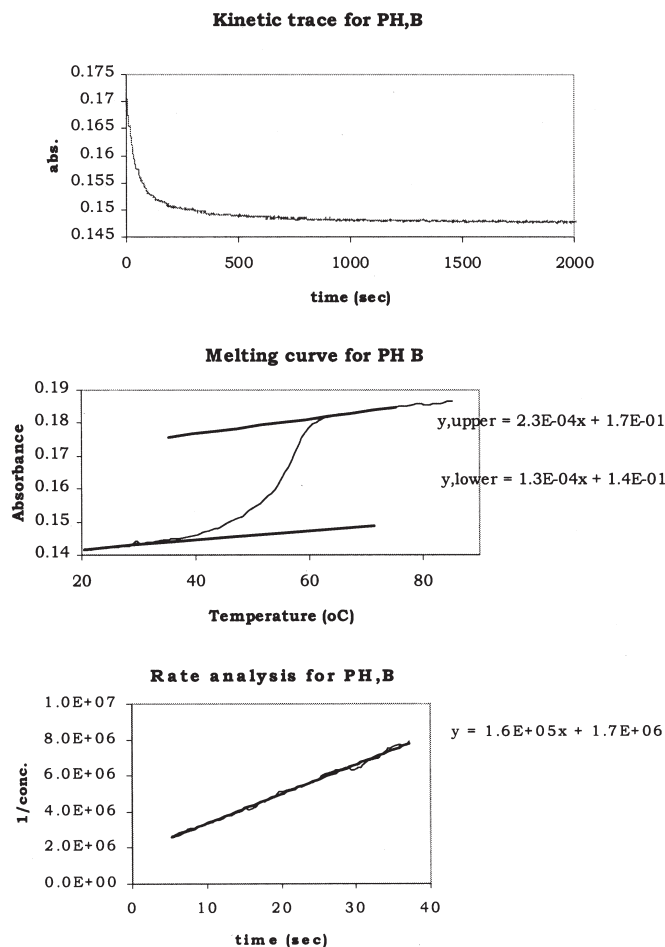 Kinetic trace for PH,B
0.175
0.17
0.165
0.16
0.155
0.15
0.145
abs.
0 500 1000 1500 2000
time (sec)
Melting curve for PH B
0.19
0.18
0.17
0.16
0.15
0.14
Absorbance
y,upper = 2.3E-04x + 1.7E-01
y,lower = 1.3E-04x + 1.4E-01
20 40 60 80
Temperature (oC)
Rate analysis for PH,B
1.0E+07
8.0E+06
6.0E+06
4.0E+06
2.0E+06
0.0E+00
1/conc.
y = 1.6E+05x + 1.7E+06
0 10 20 30 40
time (sec)